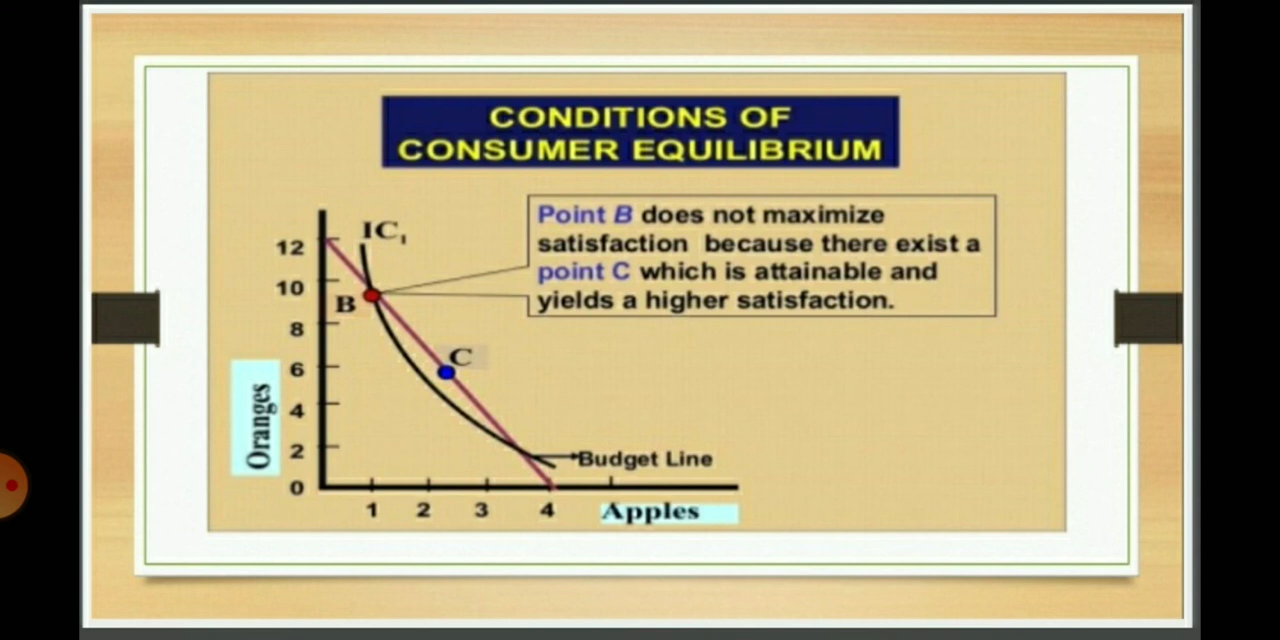 CONDITIONS OF
CONSUMER EQUILIBRIUM
Point B does not maximize
satisfaction because there exist a
point C which is attainable and
yields a higher satisfaction.
IC₁
12
10
B
8
C
6
4
2
0
Oranges
Budget Line
1 2 3 4
Apples